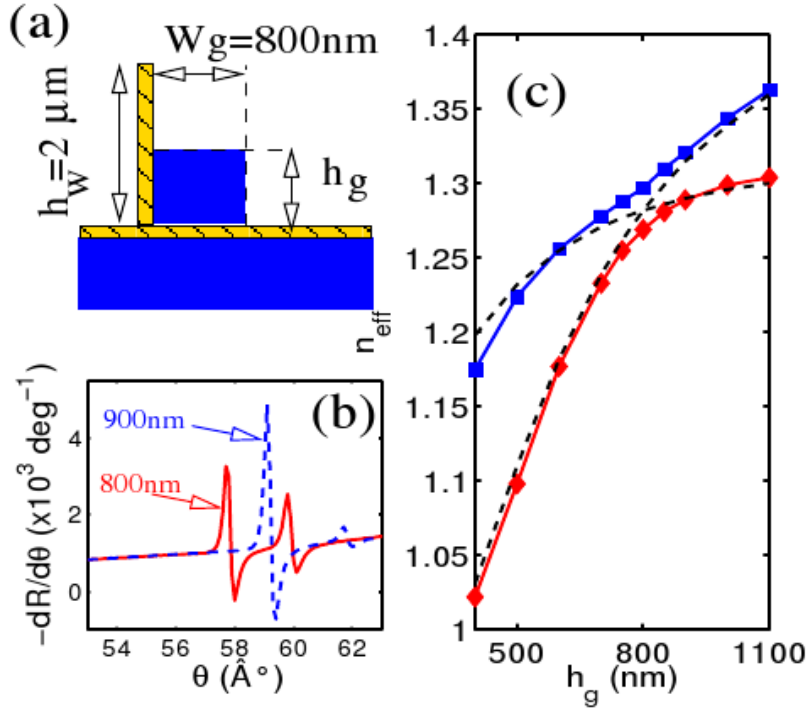 (a)
Wg=800nm
h_w=2 μm
h_g
n_eff
(b)
900nm
800nm
4
2
0
-dR/dθ (x10³ deg⁻¹)
54 56 58 60 62
θ (Â°)
(c)
1.4
1.35
1.3
1.25
1.2
1.15
1.1
1.05
1
500 800 1100
h_g (nm)